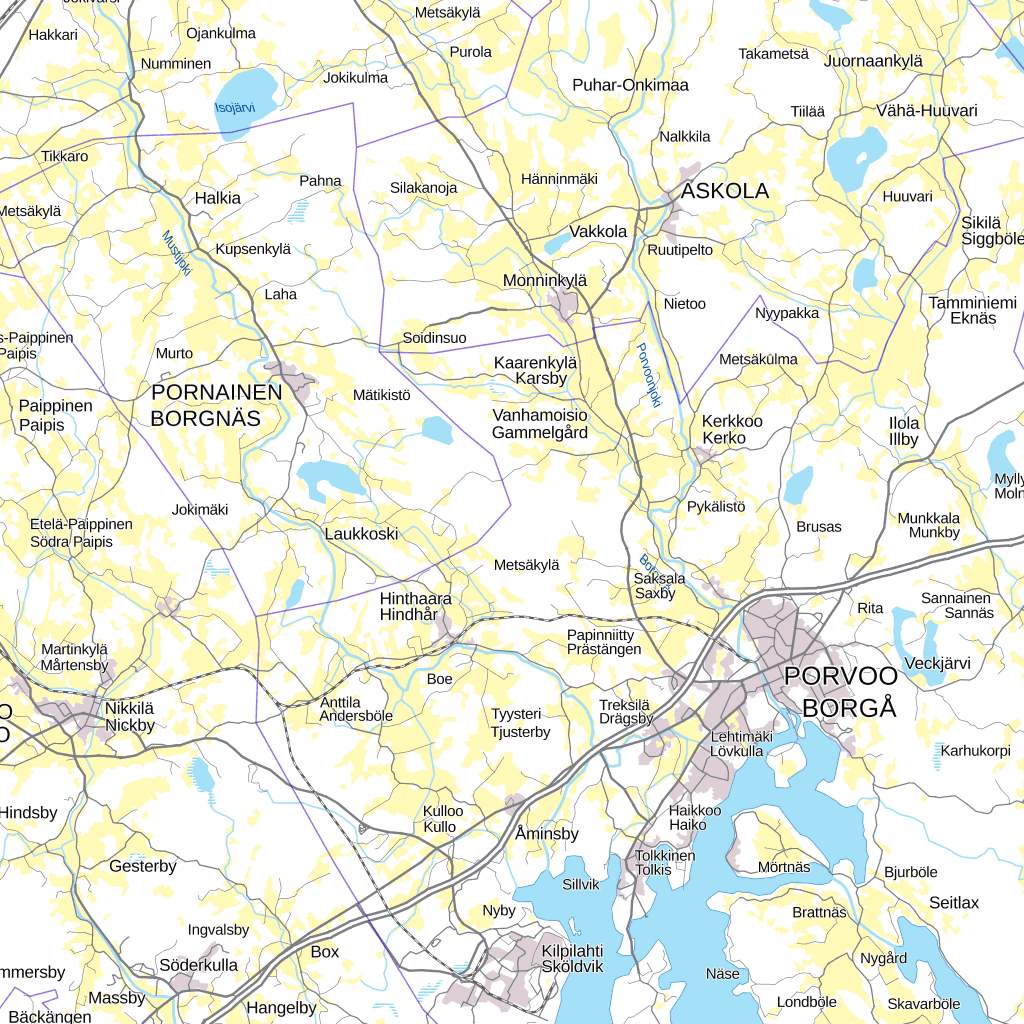 Metsäkylä
Hakkari
Ojankulma
Purola
Takametsä
Juornaankylä
Numminen
Jokikulma
Puhar-Onkimaa
Isojärvi
Tiilää
Vähä-Huuvari
Nalkkila
Tikkaro
Pahna
Silakanoja
Hänninmäki
ASKOLA
Halkia
Huuvari
Metsäkylä
Sikilä
Siggböle
Vakkola
Mustijoki
Kupsenkylä
Ruutipelto
Monninkylä
Laha
Nietoo
Tamminiemi
Eknäs
Nyypakka
s-Paippinen
Paipis
Murto
Soidinsuo
Kaarenkylä
Karsby
Porvoonjoki
Metsäkulma
PORNAINEN
BORGNÄS
Mätikistö
Paippinen
Paipis
Vanhamoisio
Gammelgård
Kerkkoo
Kerko
Ilola
Illby
Mylly
Moln
Jokimäki
Pykälistö
Etelä-Paippinen
Södra Paipis
Laukkoski
Brusas
Munkkala
Munkby
Metsäkylä
Saksala
Saxby
Hinthaara
Hindhår
Rita
Sannainen
Sannäs
Martinkylä
Mårtensby
Papinniitty
Prästängen
Veckjärvi
Boe
PORVOO
BORGÅ
Nikkilä
Nickby
Anttila
Andersböle
Tyysteri
Tjusterby
Treksilä
Drägsby
Lehtimäki
Lövkulla
Karhukorpi
Hindsby
Kulloo
Kullo
Åminsby
Haikkoo
Haikö
Gesterby
Tolkkinen
Tolkis
Mörtnäs
Bjurböle
Sillvik
Nyby
Brattnäs
Seitlax
Ingvalsby
Söderkulla
Box
Kilpilahti
Sköldvik
Nygård
mmersby
Massby
Näse
Hangelby
Londböle
Skavarböle
Bäckängen